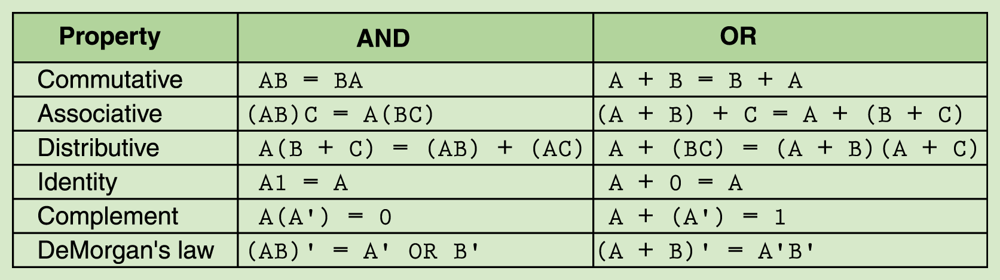 Property AND OR
Commutative AB = BA A + B = B + A
Associative (AB)C = A(BC) (A + B) + C = A + (B + C)
Distributive A(B + C) = (AB) + (AC) A + (BC) = (A + B)(A + C)
Identity A1 = A A + 0 = A
Complement A(A') = 0 A + (A') = 1
DeMorgan's law (AB)' = A' OR B' (A + B)' = A'B'